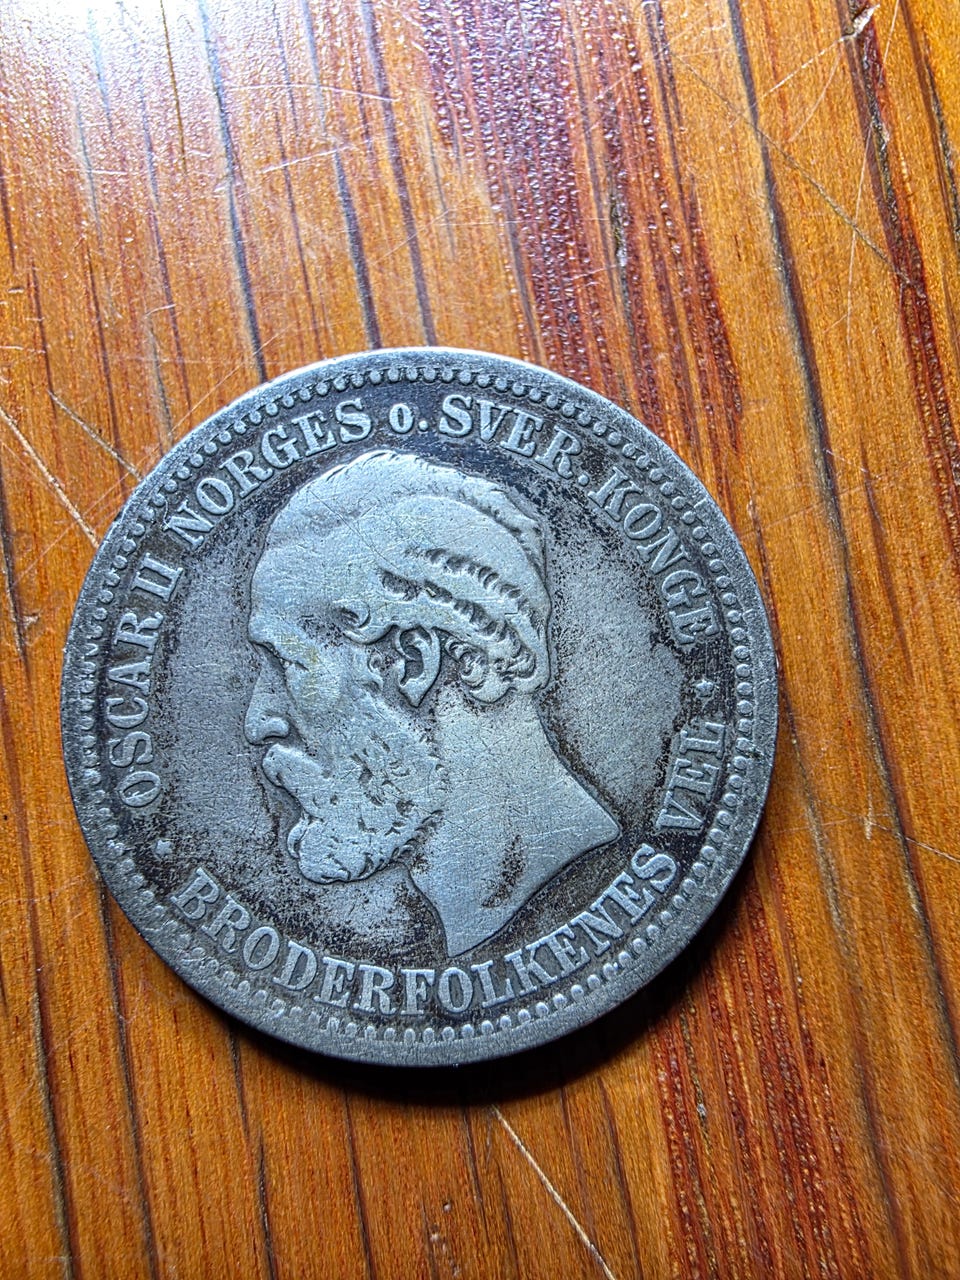 OSCAR II NORGES o. SVER. KONGE
BRODERFOLKENES VEL